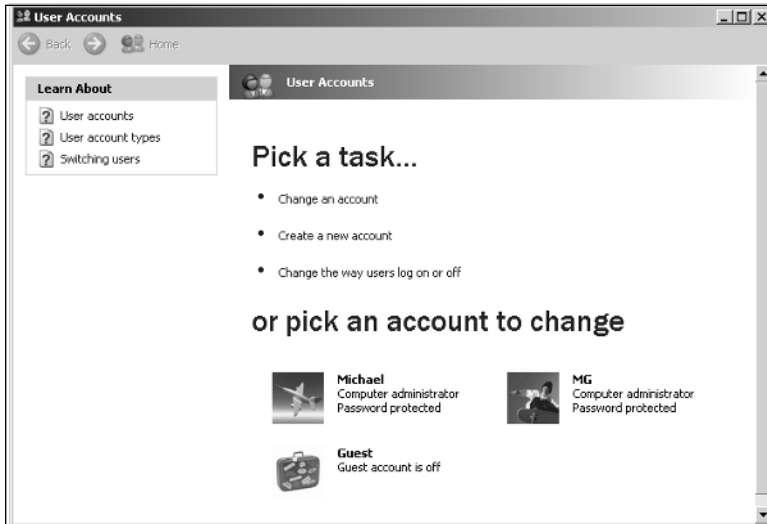 User Accounts
Back Home
Learn About
User accounts
User account types
Switching users
User Accounts
Pick a task...
Change an account
Create a new account
Change the way users log on or off
or pick an account to change
Michael
Computer administrator
Password protected
MG
Computer administrator
Password protected
Guest
Guest account is off